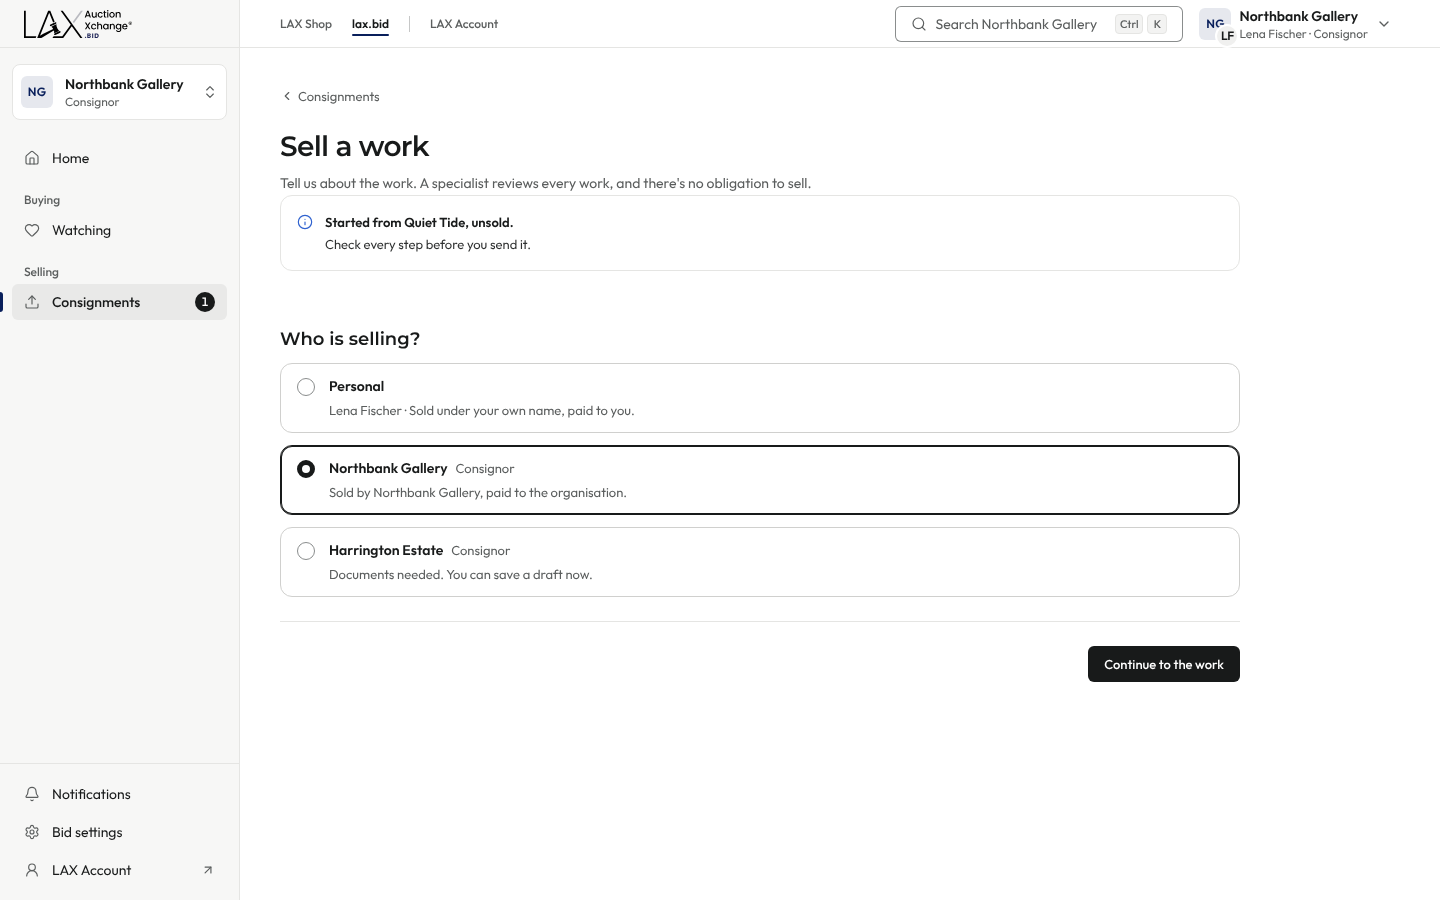 LAX Auction Xchange® .BID
LAX Shop
lax.bid
LAX Account
Search Northbank Gallery
Ctrl
K
NG
LF
Northbank Gallery
Lena Fischer · Consignor
NG
Northbank Gallery
Consignor
Home
Buying
Watching
Selling
Consignments
1
Notifications
Bid settings
LAX Account
Consignments
Sell a work
Tell us about the work. A specialist reviews every work, and there's no obligation to sell.
Started from Quiet Tide, unsold.
Check every step before you send it.
Who is selling?
Personal
Lena Fischer · Sold under your own name, paid to you.
Northbank Gallery Consignor
Sold by Northbank Gallery, paid to the organisation.
Harrington Estate Consignor
Documents needed. You can save a draft now.
Continue to the work